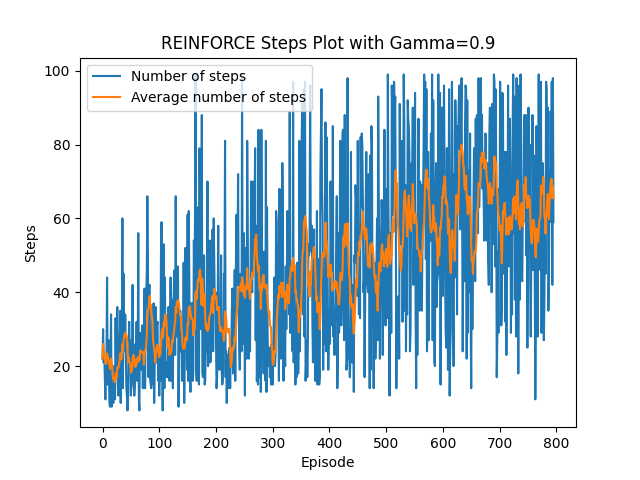 REINFORCE Steps Plot with Gamma=0.9
Number of steps
Average number of steps
100
80
60
40
20
Steps
0 100 200 300 400 500 600 700 800
Episode